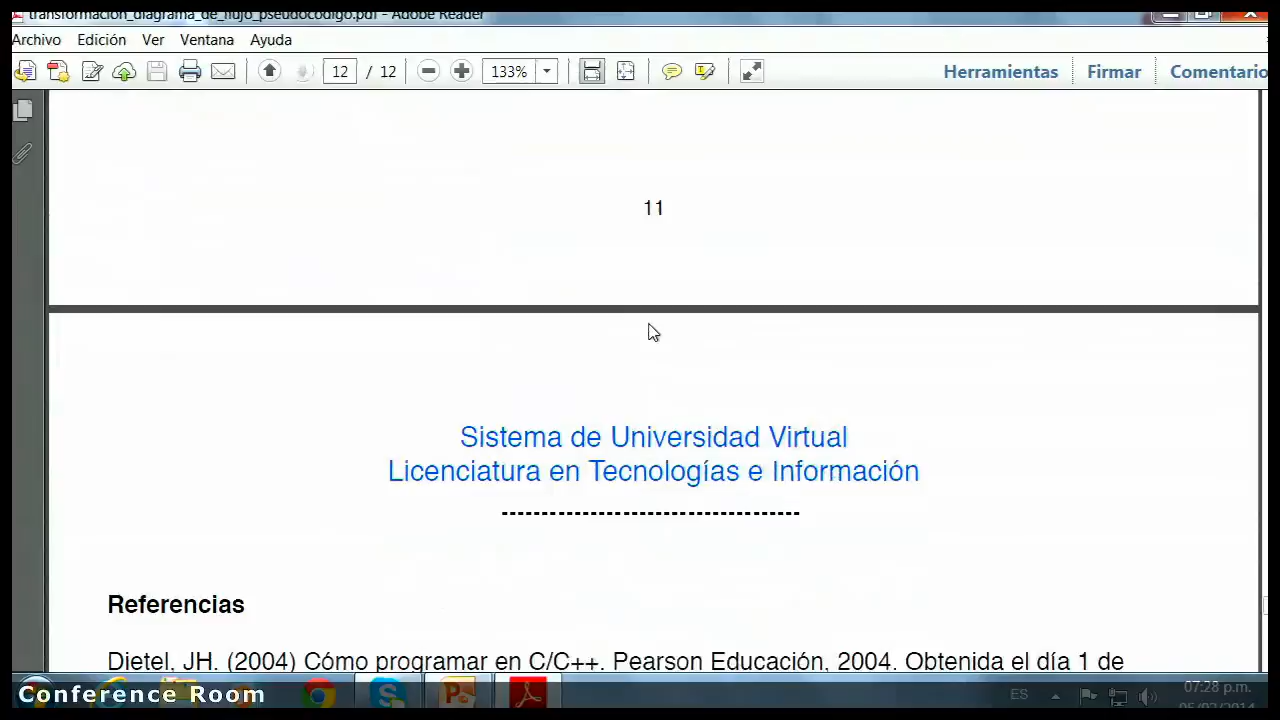 transformacion_diagrama_de_flujo_pseudocodigo.pdf - Adobe Reader
Archivo Edición Ver Ventana Ayuda
12 / 12 133% Herramientas Firmar Comentario
11
Sistema de Universidad Virtual
Licenciatura en Tecnologías e Información
----------------------------------
Referencias
Dietel. JH. (2004) Cómo programar en C/C++. Pearson Educación, 2004. Obtenida el día 1 de
Conference Room ES 07:28 p.m.